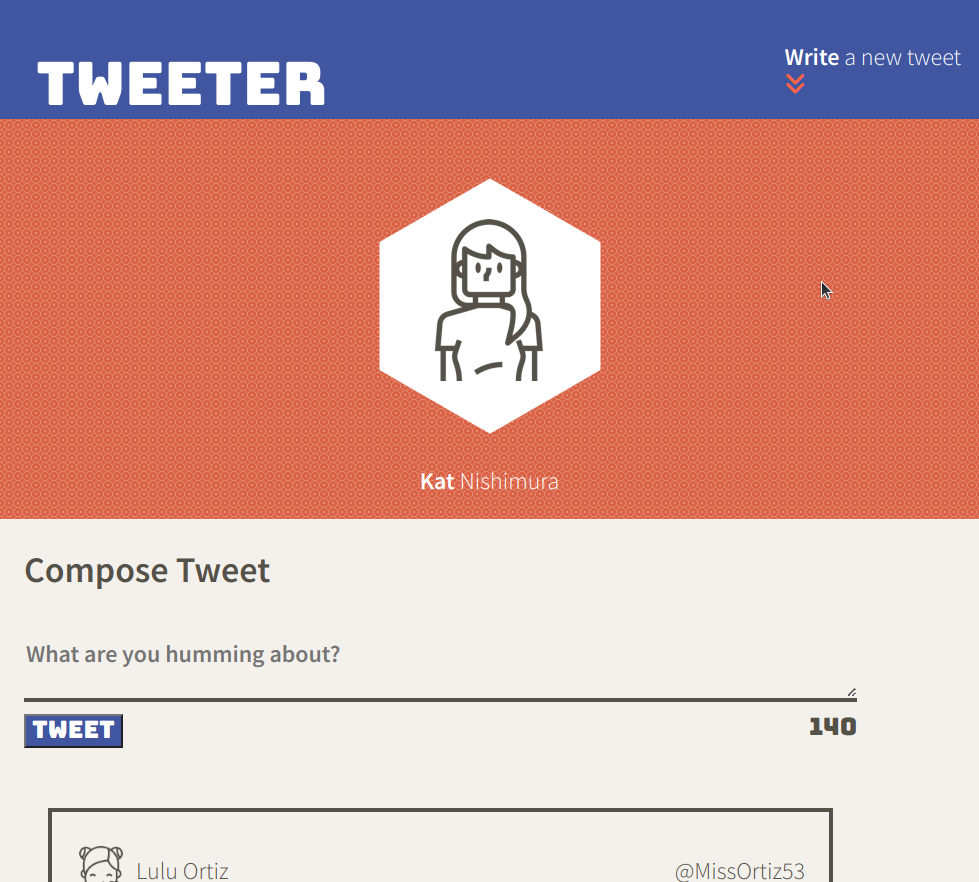 TWEETER
Write a new tweet
Kat Nishimura
Compose Tweet
What are you humming about?
TWEET
140
Lulu Ortiz
@MissOrtiz53